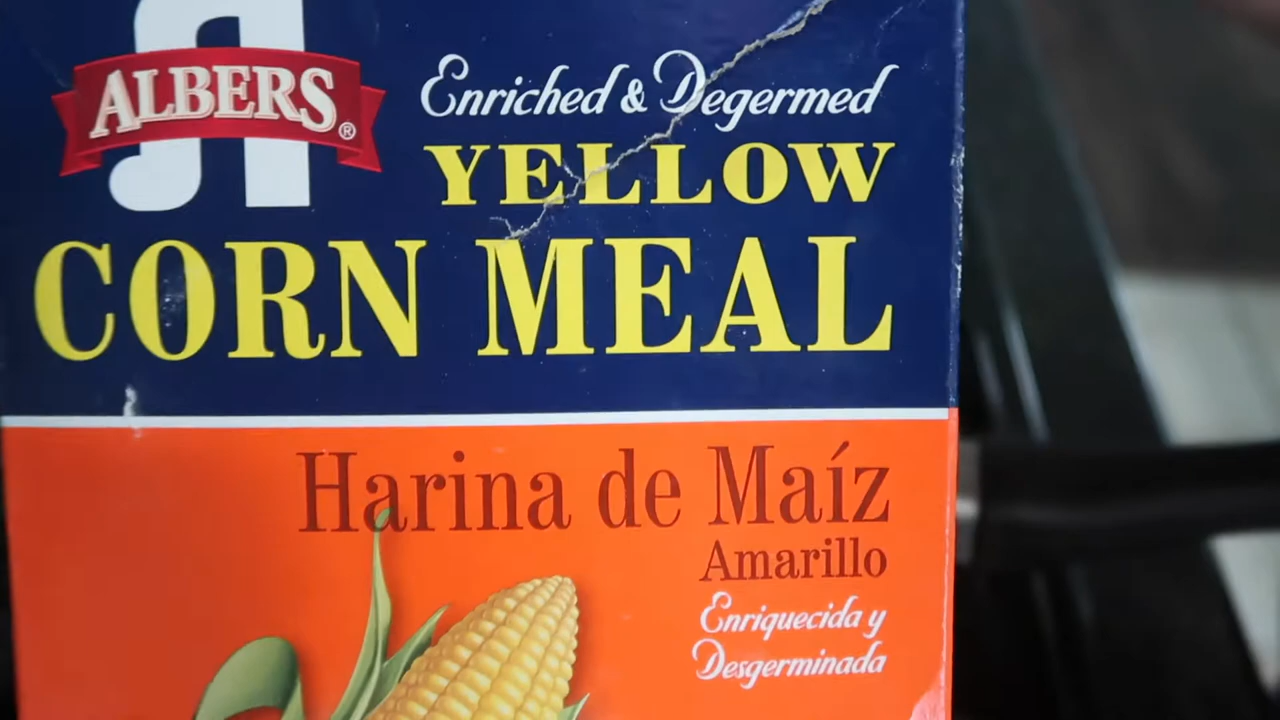 ALBERS®
Enriched & Degermed
YELLOW
CORN MEAL
Harina de Maíz
Amarillo
Enriquecida y
Desgerminada